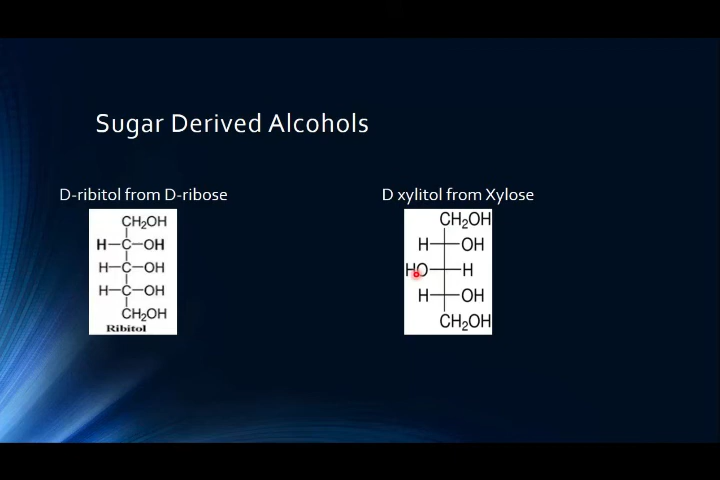 Sugar Derived Alcohols
D-ribitol from D-ribose
CH₂OH
H-C-OH
H-C-OH
H-C-OH
CH₂OH
Ribitol
D xylitol from Xylose
CH₂OH
H OH
HO H
H OH
CH₂OH